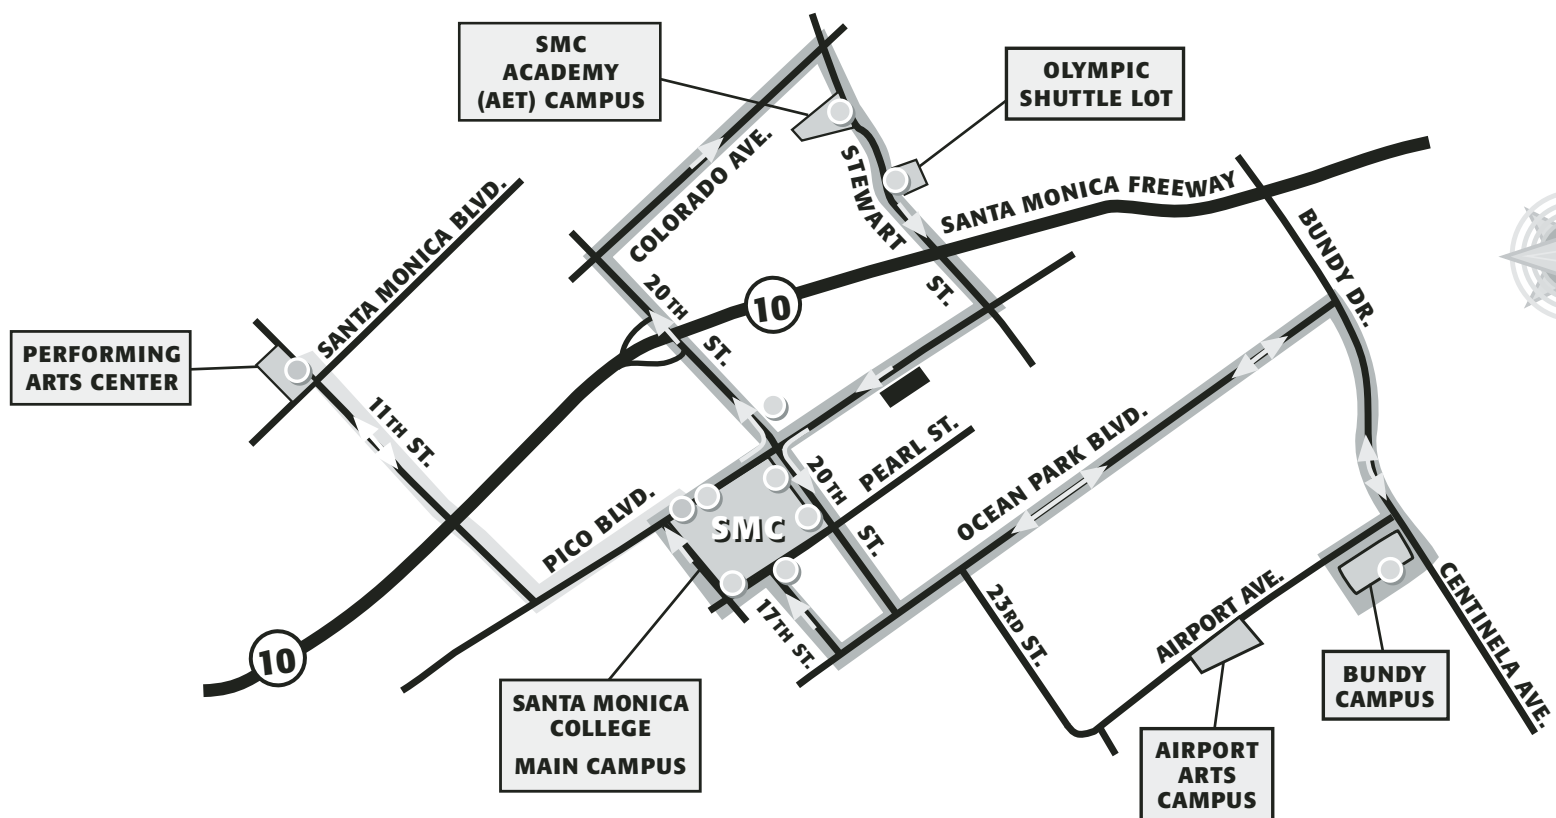 SMC
ACADEMY
(AET) CAMPUS
OLYMPIC
SHUTTLE LOT
COLORADO AVE.
STEWART
ST.
SANTA MONICA FREEWAY
BUNDY DR.
SANTA MONICA BLVD.
20TH
ST.
10
PERFORMING
ARTS CENTER
11TH ST.
PICO BLVD.
SMC
20TH
ST.
PEARL ST.
OCEAN PARK BLVD.
17TH ST.
23RD ST.
AIRPORT AVE.
CENTINELA AVE.
10
SANTA MONICA
COLLEGE
MAIN CAMPUS
BUNDY
CAMPUS
AIRPORT
ARTS
CAMPUS